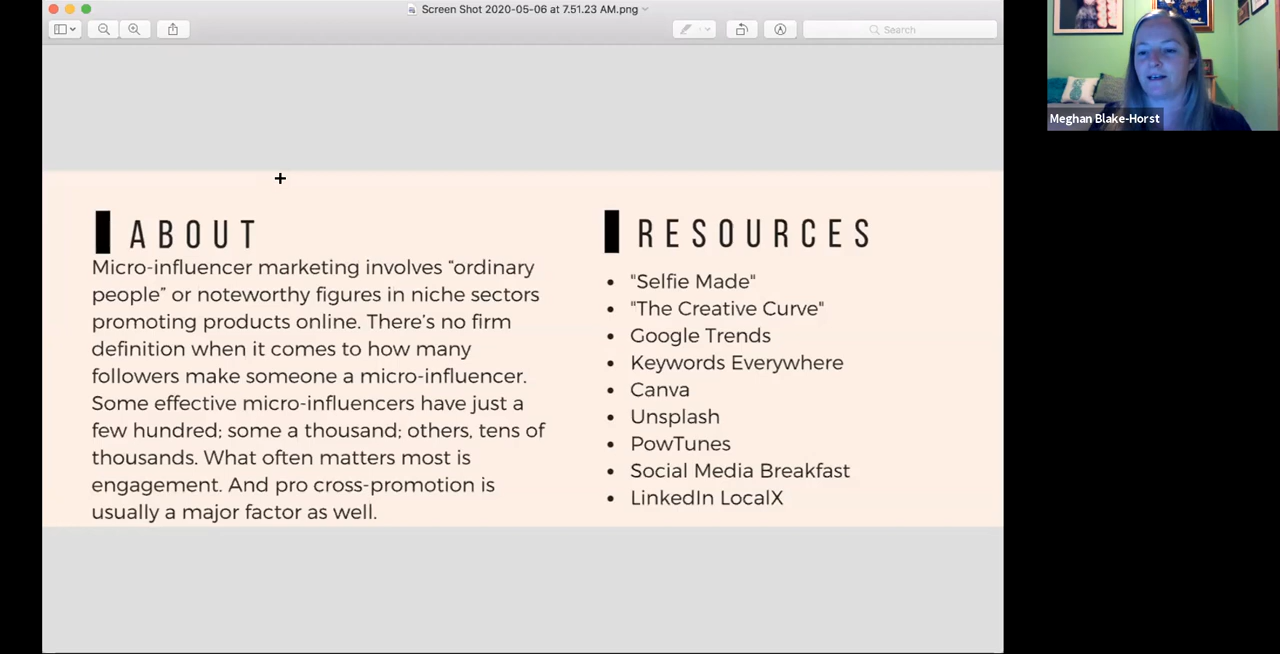 Screen Shot 2020-05-06 at 7.51.23 AM.png
Search
Meghan Blake-Horst
ABOUT
Micro-influencer marketing involves “ordinary
people” or noteworthy figures in niche sectors
promoting products online. There’s no firm
definition when it comes to how many
followers make someone a micro-influencer.
Some effective micro-influencers have just a
few hundred; some a thousand; others, tens of
thousands. What often matters most is
engagement. And pro cross-promotion is
usually a major factor as well.
RESOURCES
• "Selfie Made"
• "The Creative Curve"
• Google Trends
• Keywords Everywhere
• Canva
• Unsplash
• PowTunes
• Social Media Breakfast
• LinkedIn LocalX